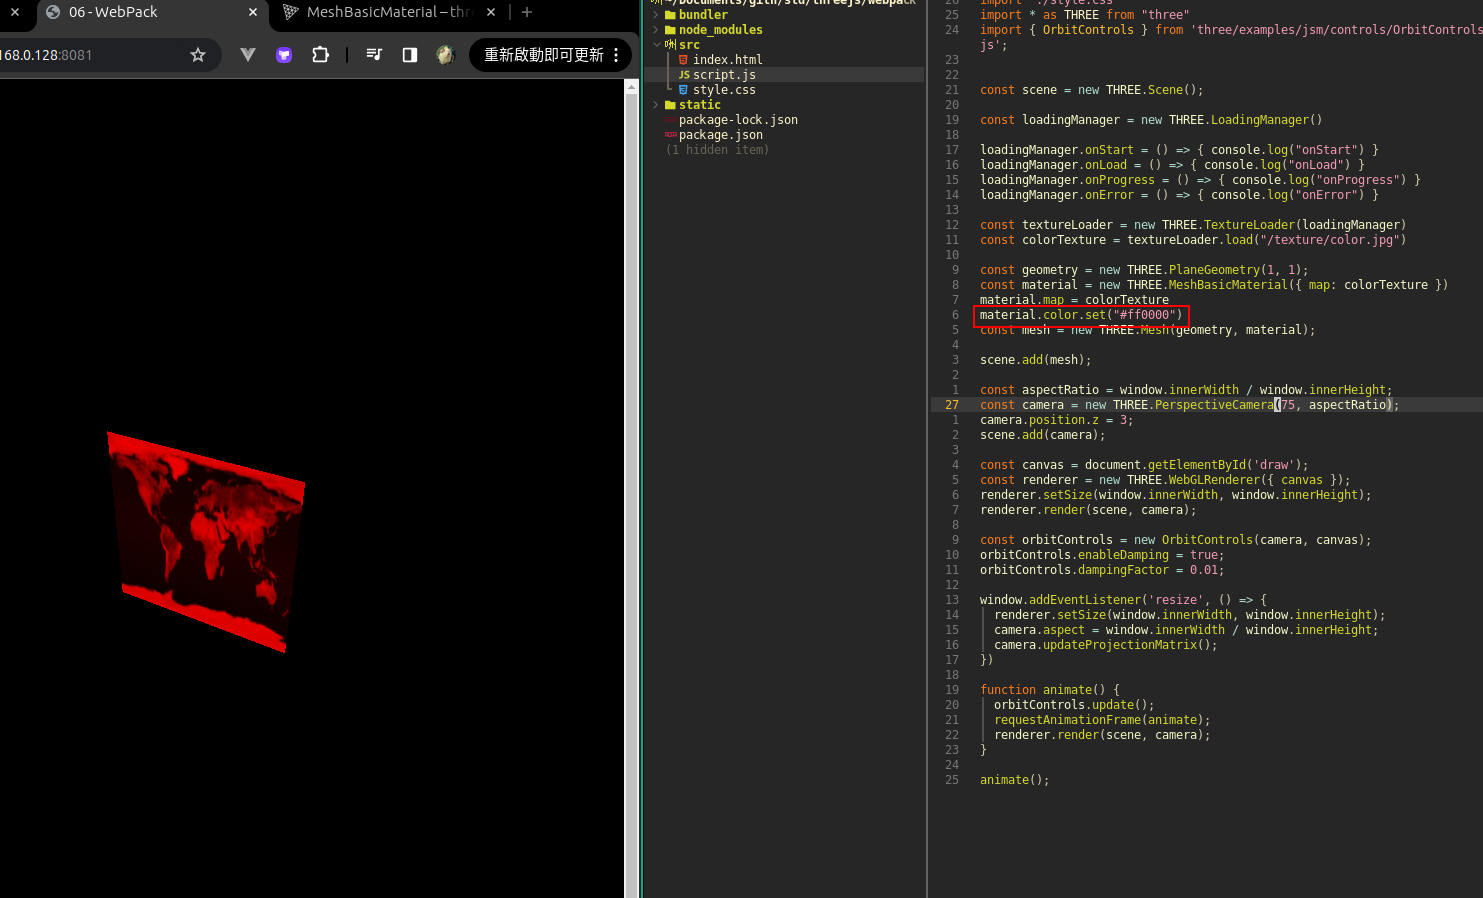 06 - WebPack
MeshBasicMaterial – thr
168.0.128:8081
重新啟動即可更新
~/Documents/gitn/std/threejs/webpack
bundler
node_modules
src
index.html
JS script.js
style.css
static
package-lock.json
package.json
(1 hidden item)
26 import './style.css'
25 import * as THREE from "three"
24 import { OrbitControls } from 'three/examples/jsm/controls/OrbitControls.
js';
23
22
21 const scene = new THREE.Scene();
20
19 const loadingManager = new THREE.LoadingManager()
18
17 loadingManager.onStart = () => { console.log("onStart") }
16 loadingManager.onLoad = () => { console.log("onLoad") }
15 loadingManager.onProgress = () => { console.log("onProgress") }
14 loadingManager.onError = () => { console.log("onError") }
13
12 const textureLoader = new THREE.TextureLoader(loadingManager)
11 const colorTexture = textureLoader.load("/texture/color.jpg")
10
9 const geometry = new THREE.PlaneGeometry(1, 1);
8 const material = new THREE.MeshBasicMaterial({ map: colorTexture })
7 material.map = colorTexture
6 material.color.set("#ff0000")
5 const mesh = new THREE.Mesh(geometry, material);
4
3 scene.add(mesh);
2
1 const aspectRatio = window.innerWidth / window.innerHeight;
27 const camera = new THREE.PerspectiveCamera(75, aspectRatio);
1 camera.position.z = 3;
2 scene.add(camera);
3
4 const canvas = document.getElementById('draw');
5 const renderer = new THREE.WebGLRenderer({ canvas });
6 renderer.setSize(window.innerWidth, window.innerHeight);
7 renderer.render(scene, camera);
8
9 const orbitControls = new OrbitControls(camera, canvas);
10 orbitControls.enableDamping = true;
11 orbitControls.dampingFactor = 0.01;
12
13 window.addEventListener('resize', () => {
14 renderer.setSize(window.innerWidth, window.innerHeight);
15 camera.aspect = window.innerWidth / window.innerHeight;
16 camera.updateProjectionMatrix();
17 })
18
19 function animate() {
20 orbitControls.update();
21 requestAnimationFrame(animate);
22 renderer.render(scene, camera);
23 }
24
25 animate();